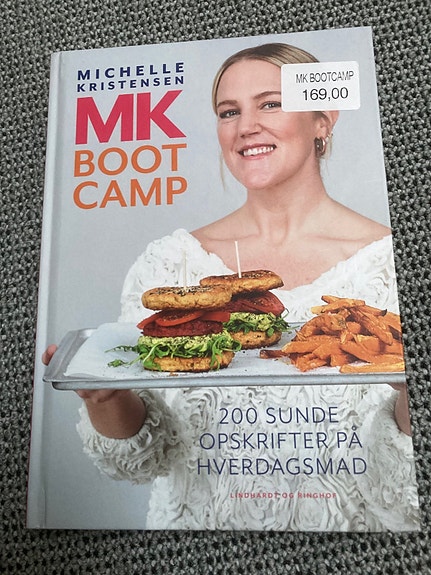 MICHELLE
KRISTENSEN
MK
BOOT
CAMP
MK BOOTCAMP
169,00
200 SUNDE
OPSKRIFTER PÅ
HVERDAGSMAD
LINDHARDT OG RINGHOF